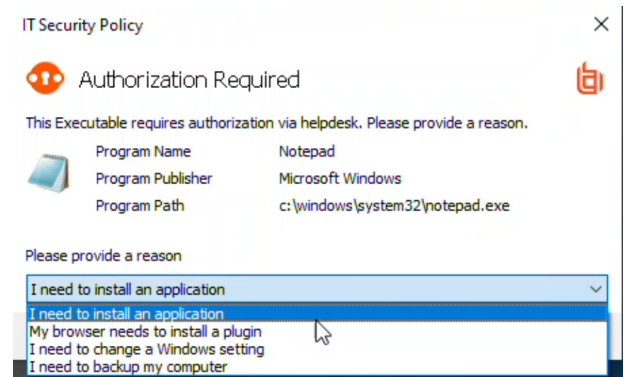 IT Security Policy
Authorization Required
This Executable requires authorization via helpdesk. Please provide a reason.
Program Name Notepad
Program Publisher Microsoft Windows
Program Path c:\windows\system32\notepad.exe
Please provide a reason
I need to install an application
I need to install an application
My browser needs to install a plugin
I need to change a Windows setting
I need to backup my computer